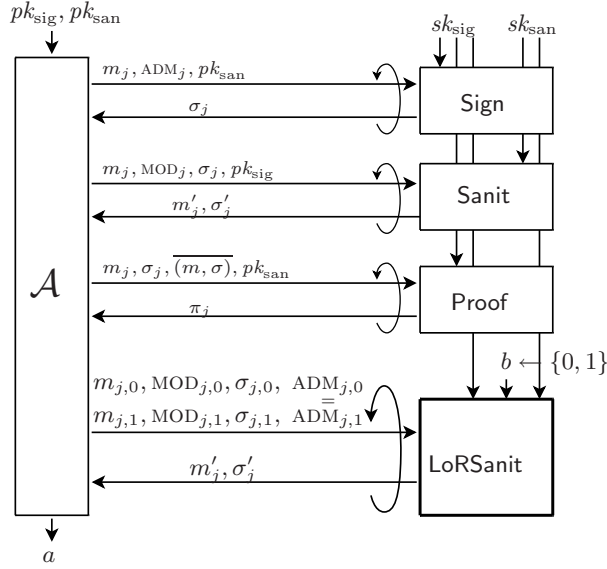 pk_sig, pk_san
sk_sig sk_san
m_j, ADM_j, pk_san
Sign
σ_j
m_j, MOD_j, σ_j, pk_sig
Sanit
m′_j, σ′_j
A
m_j, σ_j, \overline{(m, σ)}, pk_san
Proof
π_j
b ← {0, 1}
m_{j,0}, MOD_{j,0}, σ_{j,0}, ADM_{j,0}
=
m_{j,1}, MOD_{j,1}, σ_{j,1}, ADM_{j,1}
LoRSanit
m′_j, σ′_j
a